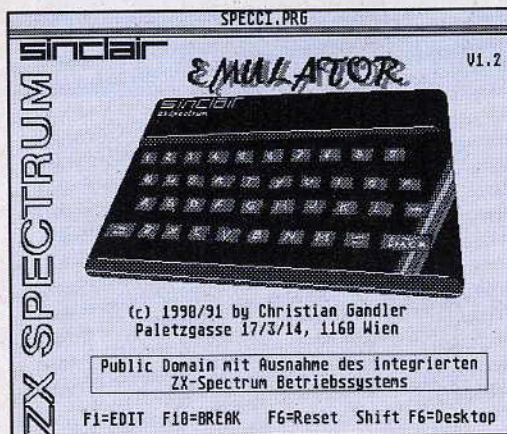 SPECCI.PRG
sinclair
EMULATOR
V1.2
ZX SPECTRUM
sinclair
ZX Spectrum
(c) 1990/91 by Christian Gandler
Paletzgasse 17/3/14, 1160 Wien
Public Domain mit Ausnahme des integrierten
ZX-Spectrum Betriebssystems
F1=EDIT F10=BREAK F6=Reset Shift F6=Desktop